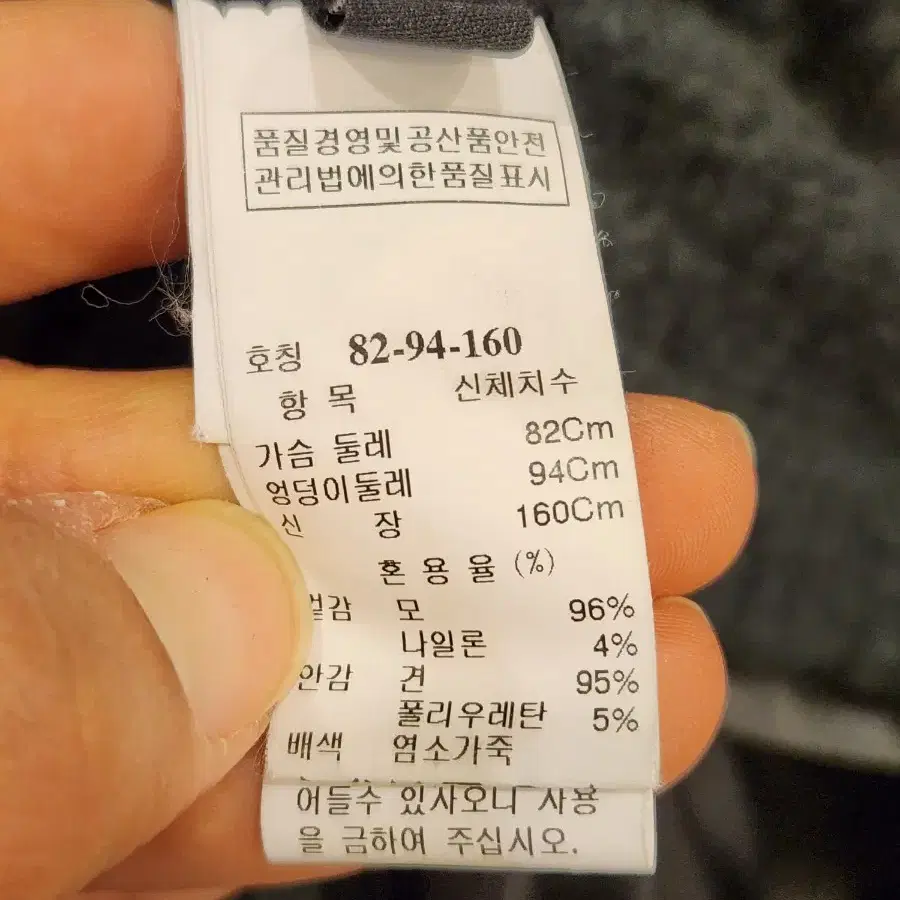 품질경영및공산품안전
관리법에의한품질표시
호칭 82-94-160
항 목 신체치수
가슴 둘레 82Cm
엉덩이둘레 94Cm
신 장 160Cm
혼 용 율 (%)
겉감 모 96%
나일론 4%
안감 견 95%
폴리우레탄 5%
배색 염소가죽
어들수 있사오니 사용
을 금하여 주십시오.